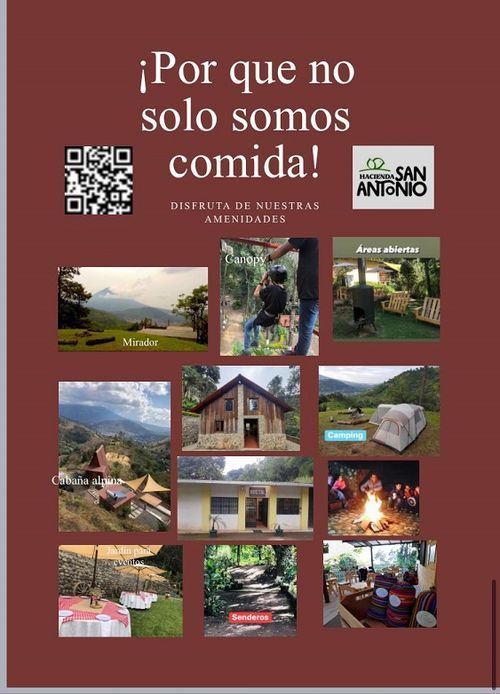 ¡Por que no
solo somos
comida!
HACIENDA SAN
ANTONIO
DISFRUTA DE NUESTRAS
AMENIDADES
Canopy
Áreas abiertas
Mirador
Camping
Cabaña alpina
HOSTAL
Jardín para
eventos
Senderos